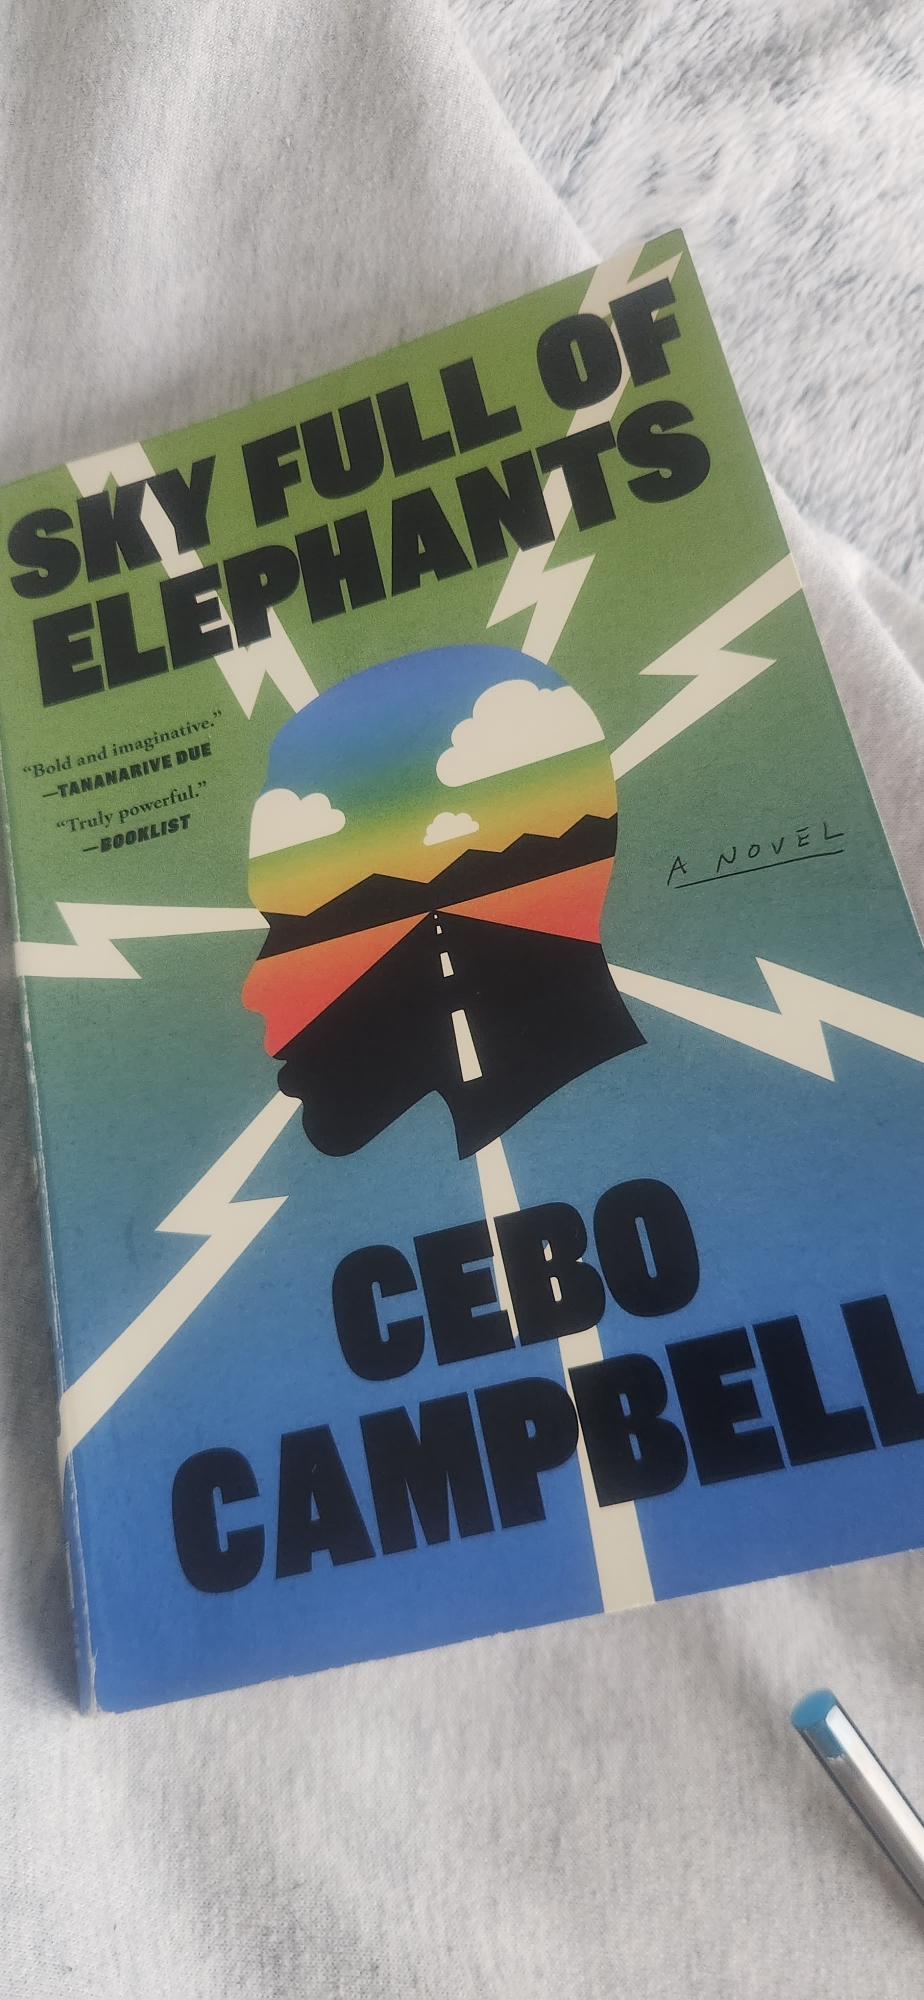 SKY FULL OF
ELEPHANTS
“Bold and imaginative.”
—TANANARIVE DUE
“Truly powerful.”
—BOOKLIST
A NOVEL
CEBO
CAMPBELL